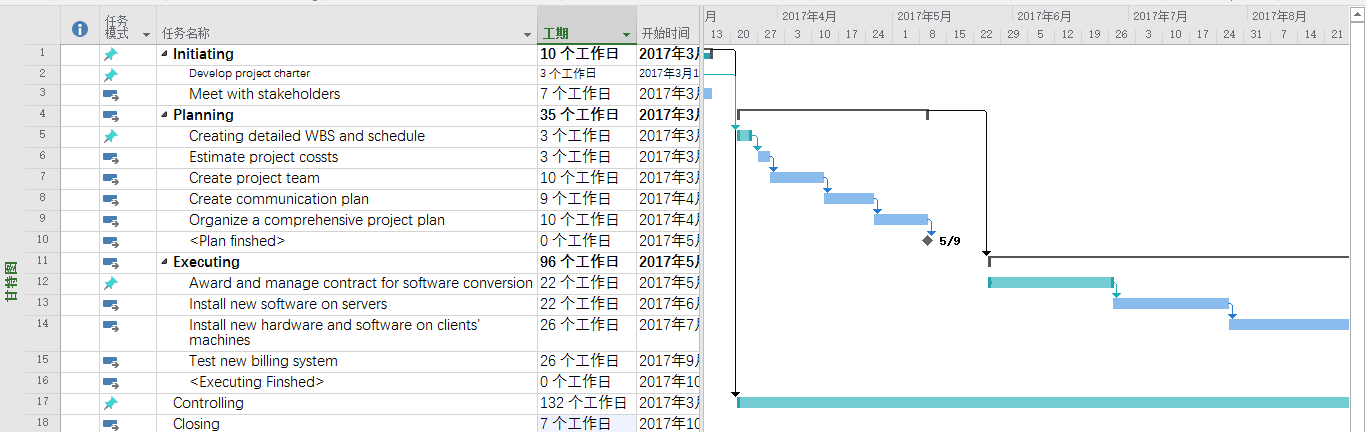 月 2017年4月 2017年5月 2017年6月 2017年7月 2017年8月
任务
模式 任务名称 工期 开始时间 13 20 27 3 10 17 24 1 8 15 22 29 5 12 19 26 3 10 17 24 31 7 14 21
1 Initiating 10 个工作日 2017年3月
2 Develop project charter 3 个工作日 2017年3月1
3 Meet with stakeholders 7 个工作日 2017年3月
4 Planning 35 个工作日 2017年3月
5 Creating detailed WBS and schedule 3 个工作日 2017年3月
6 Estimate project cossts 3 个工作日 2017年3月
7 Create project team 10 个工作日 2017年3月
8 Create communication plan 9 个工作日 2017年4月
9 Organize a comprehensive project plan 10 个工作日 2017年4月
10 <Plan finshed> 0 个工作日 2017年5月 5/9
11 Executing 96 个工作日 2017年5月
12 Award and manage contract for software conversion 22 个工作日 2017年5月
13 Install new software on servers 22 个工作日 2017年6月
14 Install new hardware and software on clients' 26 个工作日 2017年7月
machines
15 Test new billing system 26 个工作日 2017年9月
16 <Executing Finshed> 0 个工作日 2017年10
17 Controlling 132 个工作日 2017年3月
18 Closing 7 个工作日 2017年10
甘特图